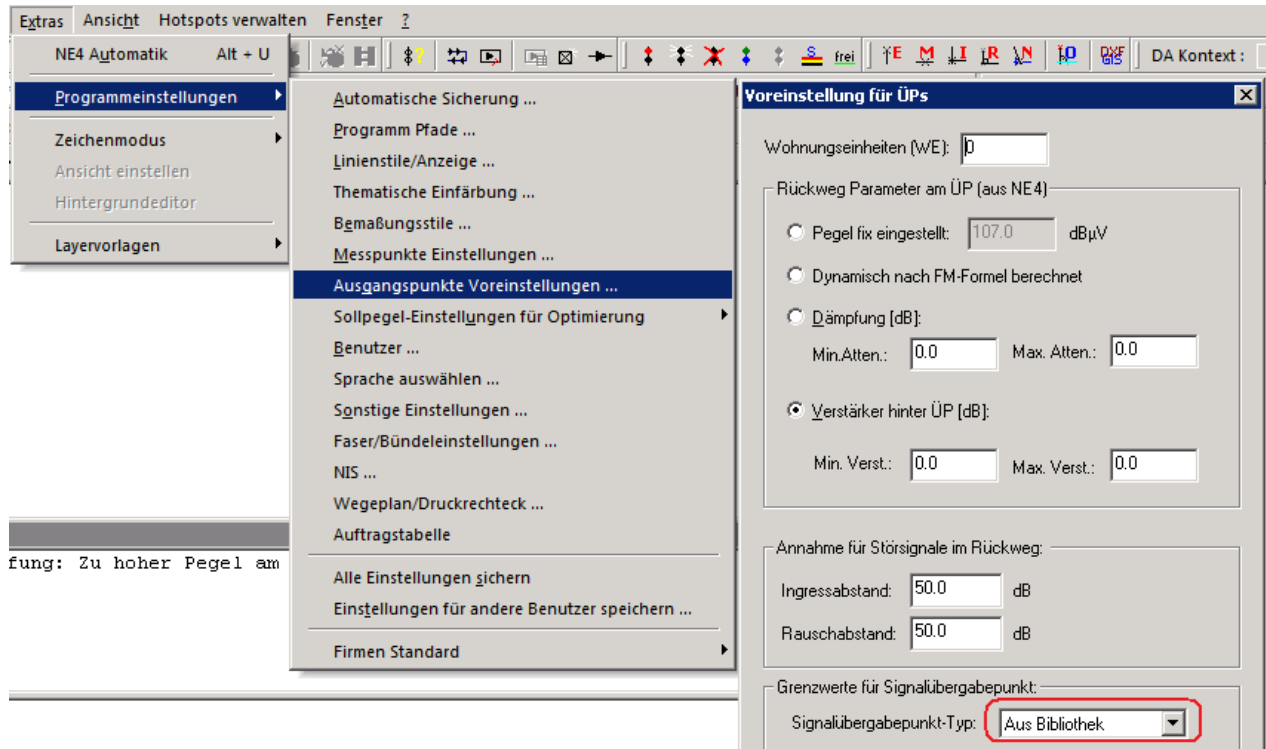 Extras Ansicht Hotspots verwalten Fenster ?
NE4 Automatik Alt + U
Programmeinstellungen
Zeichenmodus
Ansicht einstellen
Hintergrundeditor
Layervorlagen
frei E M I R N Ü DXF GIS DA Kontext :
Automatische Sicherung ...
Programm Pfade ...
Linienstile/Anzeige ...
Thematische Einfärbung ...
Bemaßungsstile ...
Messpunkte Einstellungen ...
Ausgangspunkte Voreinstellungen ...
Sollpegel-Einstellungen für Optimierung
Benutzer ...
Sprache auswählen ...
Sonstige Einstellungen ...
Faser/Bündeleinstellungen ...
NIS ...
Wegeplan/Druckrechteck ...
Auftragstabelle
Alle Einstellungen sichern
Einstellungen für andere Benutzer speichern ...
Firmen Standard
fung: Zu hoher Pegel am
Voreinstellung für ÜPs
Wohnungseinheiten (WE): 0
Rückweg Parameter am ÜP (aus NE4)
Pegel fix eingestellt: 107.0 dBµV
Dynamisch nach FM-Formel berechnet
Dämpfung [dB]:
Min.Atten.: 0.0 Max. Atten.: 0.0
Verstärker hinter ÜP [dB]:
Min. Verst.: 0.0 Max. Verst.: 0.0
Annahme für Störsignale im Rückweg:
Ingressabstand: 50.0 dB
Rauschabstand: 50.0 dB
Grenzwerte für Signalübergabepunkt:
Signalübergabepunkt-Typ: Aus Bibliothek